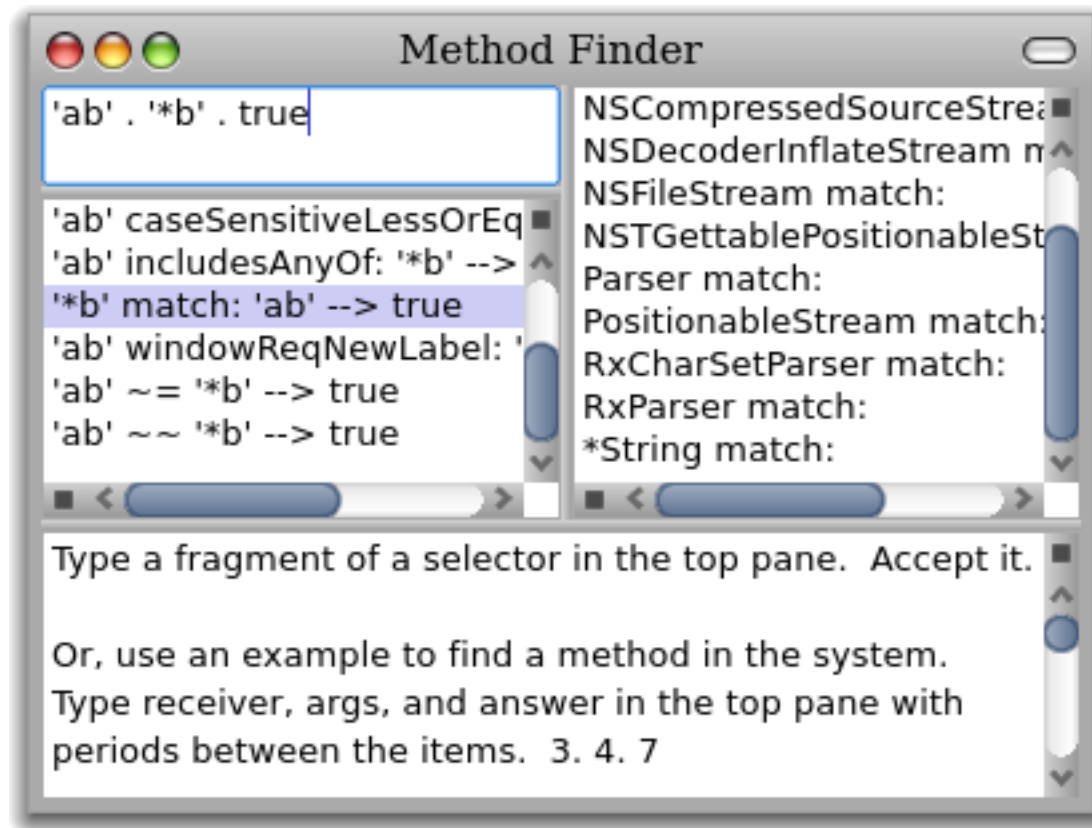 Method Finder
'ab' . '*b' . true
'ab' caseSensitiveLessOrEq
'ab' includesAnyOf: '*b' -->
'*b' match: 'ab' --> true
'ab' windowReqNewLabel: '
'ab' ~= '*b' --> true
'ab' ~~ '*b' --> true
NSCompressedSourceStrea
NSDecoderInflateStream m
NSFileStream match:
NSTGettablePositionableSt
Parser match:
PositionableStream match:
RxCharSetParser match:
RxParser match:
*String match:
Type a fragment of a selector in the top pane.  Accept it.
Or, use an example to find a method in the system.
Type receiver, args, and answer in the top pane with
periods between the items.  3. 4. 7